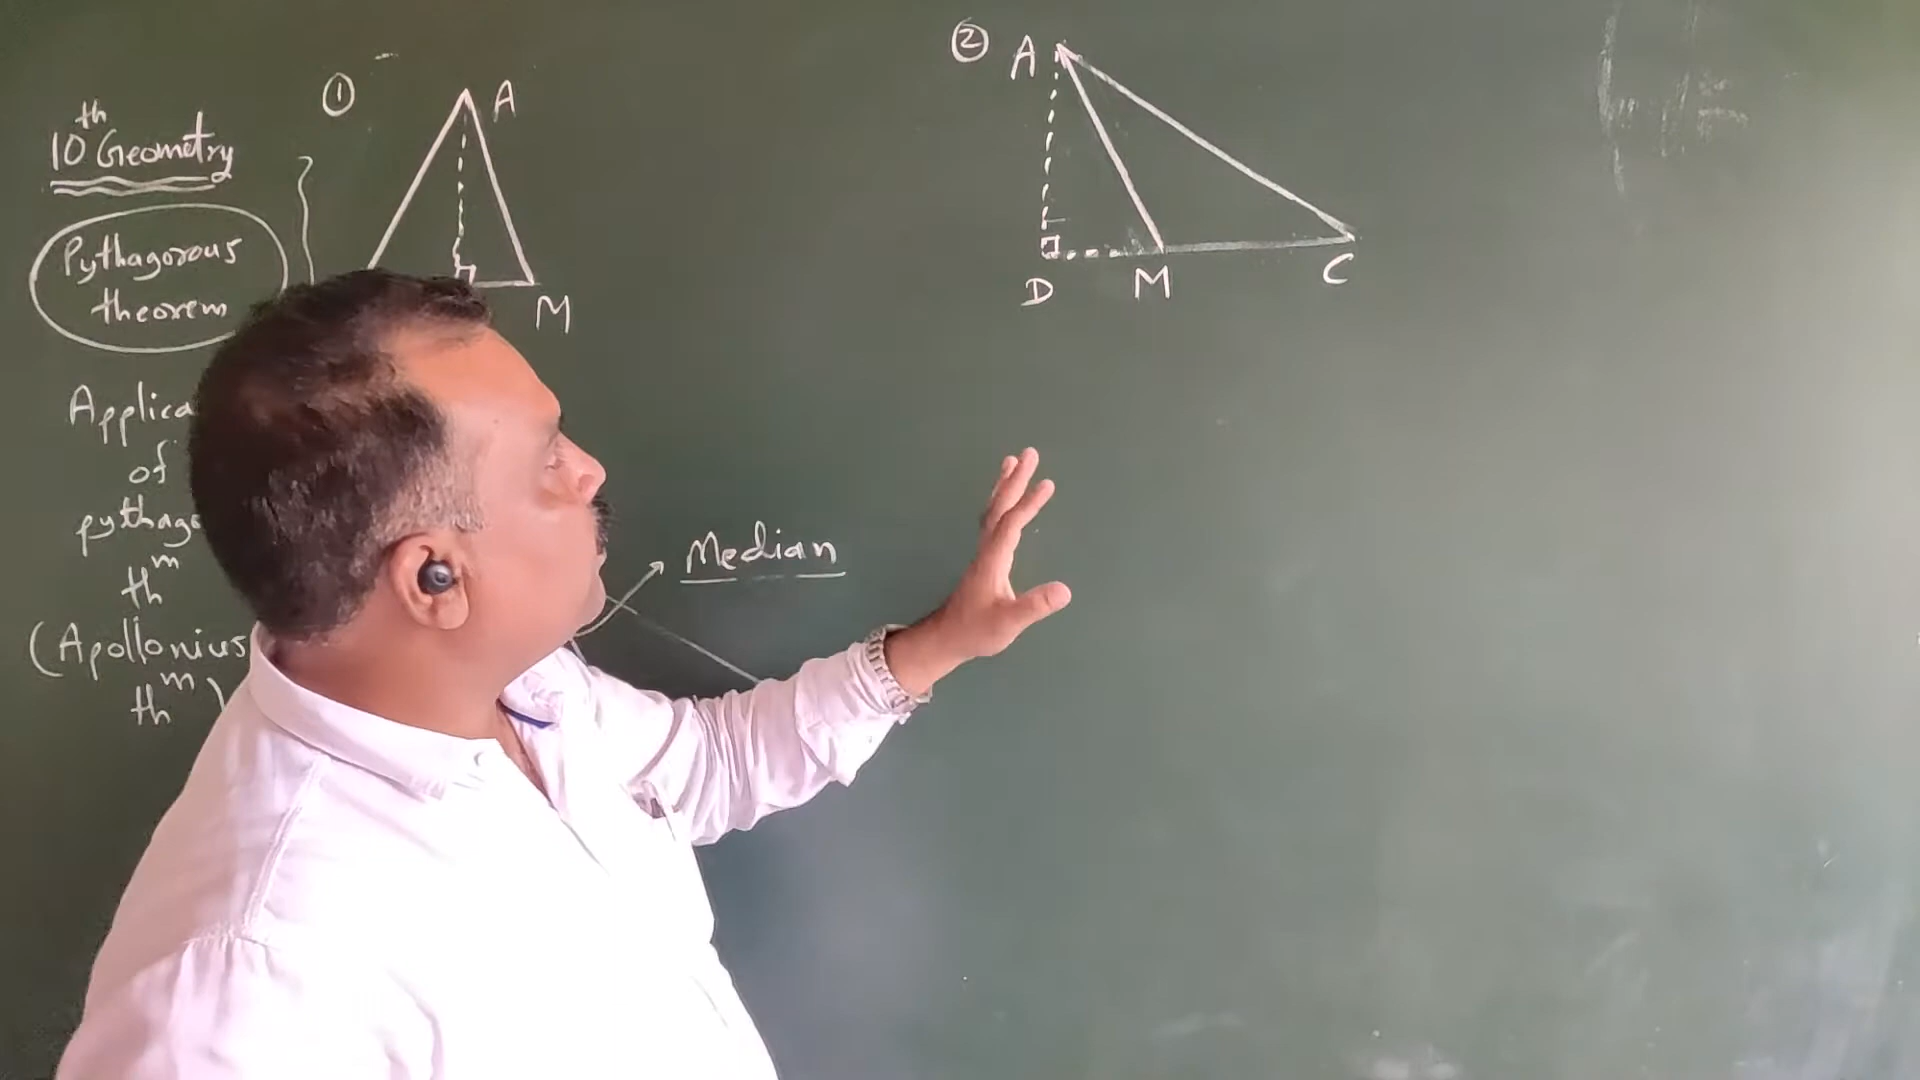 10th Geometry
Pythagorous
theorem
Applica
of
pythago
thm
(Apollonius
thm)
①
A
M
Median
②
A
D M C